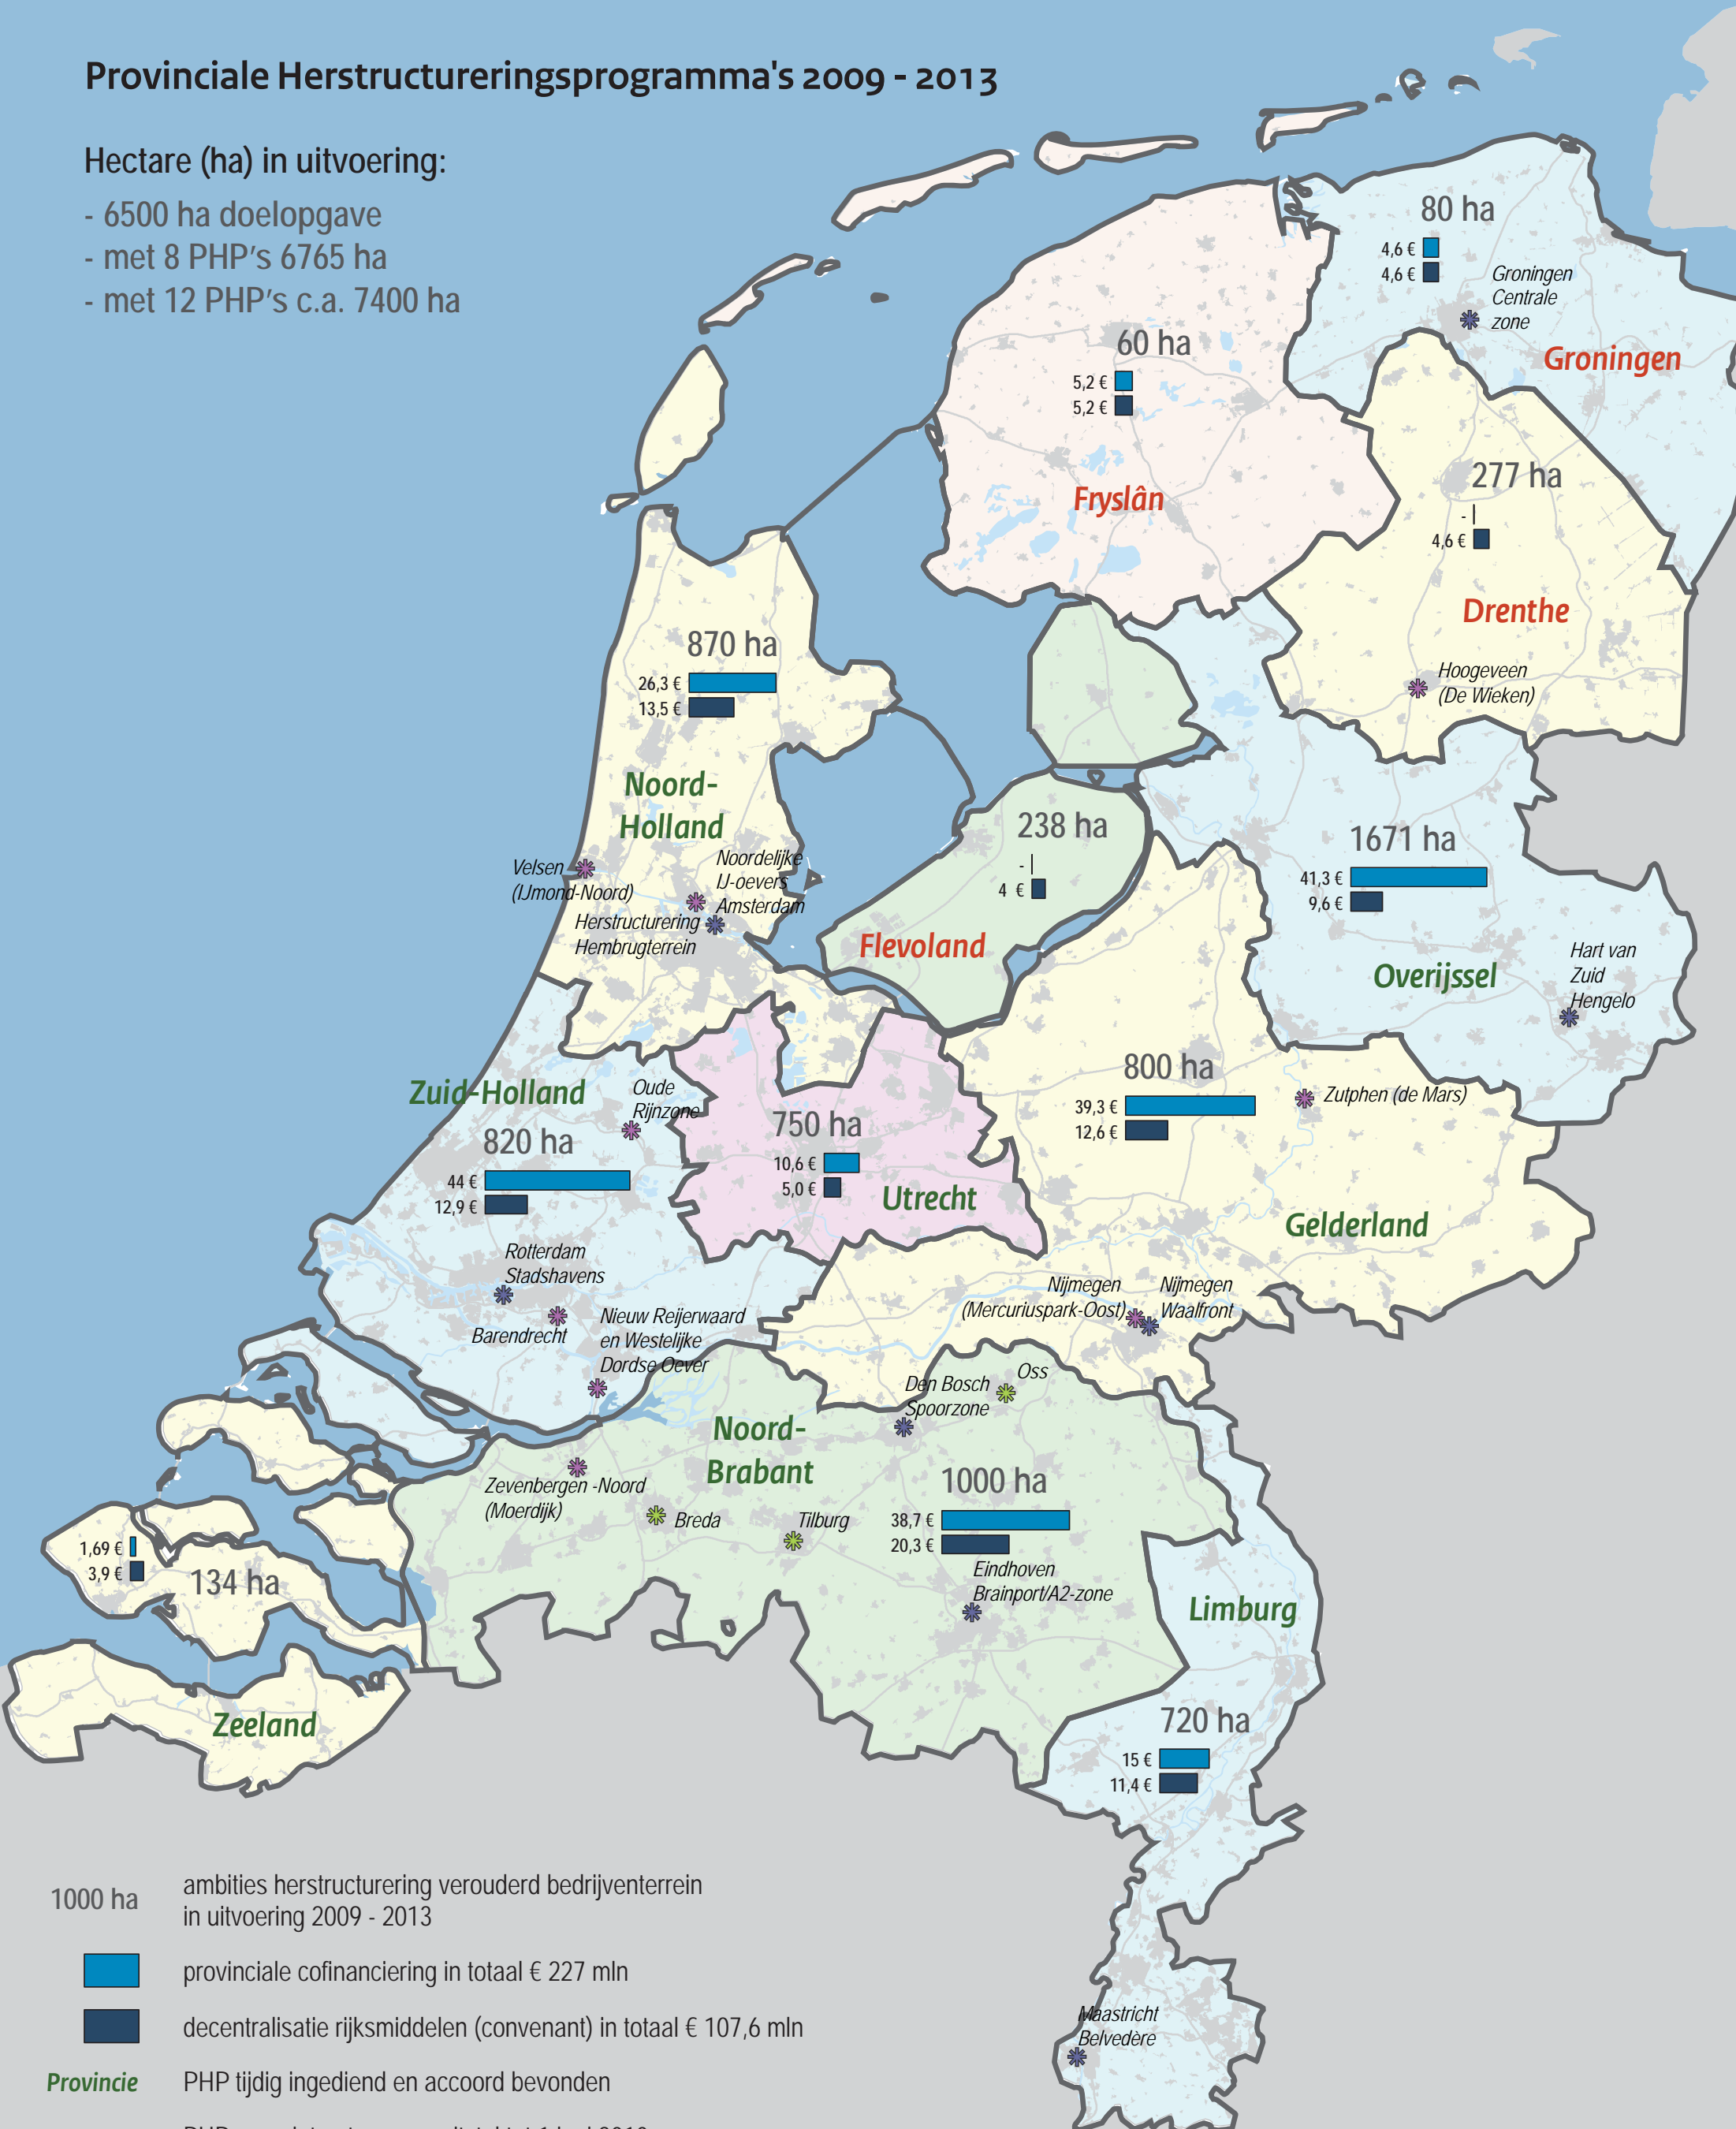 Provinciale Herstructureringsprogramma's 2009 - 2013
Hectare (ha) in uitvoering:
- 6500 ha doelopgave
- met 8 PHP's 6765 ha
- met 12 PHP's c.a. 7400 ha
80 ha
4,6 €
4,6 €
Groningen
Centrale
zone
Groningen
60 ha
5,2 €
5,2 €
Fryslân
277 ha
-
4,6 €
Drenthe
Hoogeveen
(De Wieken)
870 ha
26,3 €
13,5 €
Noord-
Holland
Velsen
(IJmond-Noord)
Noordelijke
IJ-oevers
Amsterdam
Herstructurering
Hembrugterrein
238 ha
-
4 €
Flevoland
1671 ha
41,3 €
9,6 €
Overijssel
Hart van
Zuid
Hengelo
Zuid-Holland
Oude
Rijnzone
820 ha
44 €
12,9 €
750 ha
10,6 €
5,0 €
Utrecht
800 ha
39,3 €
12,6 €
Zutphen (de Mars)
Gelderland
Rotterdam
Stadshavens
Barendrecht
Nieuw Reijerwaard
en Westelijke
Dordse Oever
Nijmegen
(Mercuriuspark-Oost)
Nijmegen
Waalfront
Oss
Den Bosch
Spoorzone
Noord-
Brabant
Zevenbergen -Noord
(Moerdijk)
Breda
Tilburg
1000 ha
38,7 €
20,3 €
Eindhoven
Brainport/A2-zone
1,69 €
3,9 €
134 ha
Zeeland
Limburg
720 ha
15 €
11,4 €
Maastricht
Belvedère
1000 ha
ambities herstructurering verouderd bedrijventerrein
in uitvoering 2009 - 2013
provinciale cofinanciering in totaal € 227 mln
decentralisatie rijksmiddelen (convenant) in totaal € 107,6 mln
Provincie
PHP tijdig ingediend en accoord bevonden